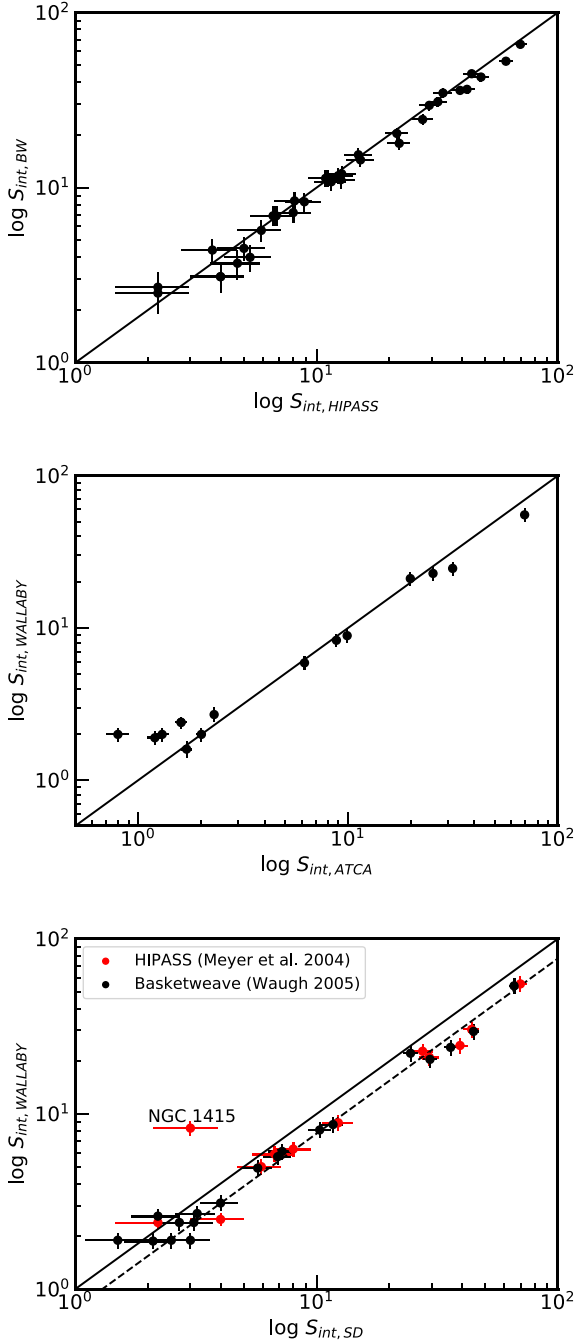 10²
log S_int,BW
10¹
10⁰
10⁰ 10¹ 10²
log S_int,HIPASS
10²
log S_int,WALLABY
10¹
10⁰
10⁰ 10¹ 10²
log S_int,ATCA
10²
HIPASS (Meyer et al. 2004)
Basketweave (Waugh 2005)
log S_int,WALLABY
NGC 1415
10¹
10⁰
10⁰ 10¹ 10²
log S_int,SD